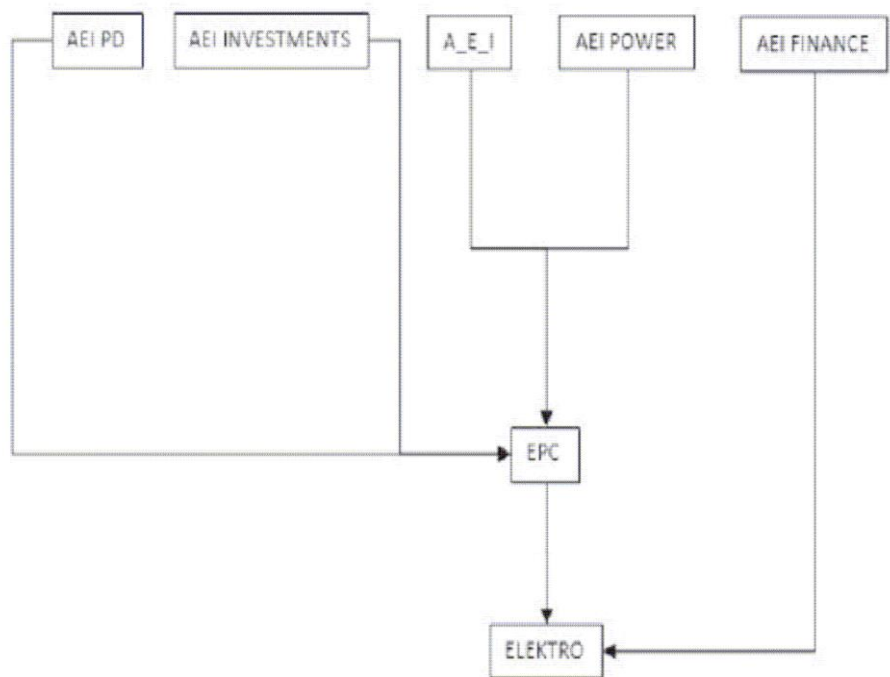 AEI PD
AEI INVESTMENTS
A_E_I
AEI POWER
AEI FINANCE
EPC
ELEKTRO